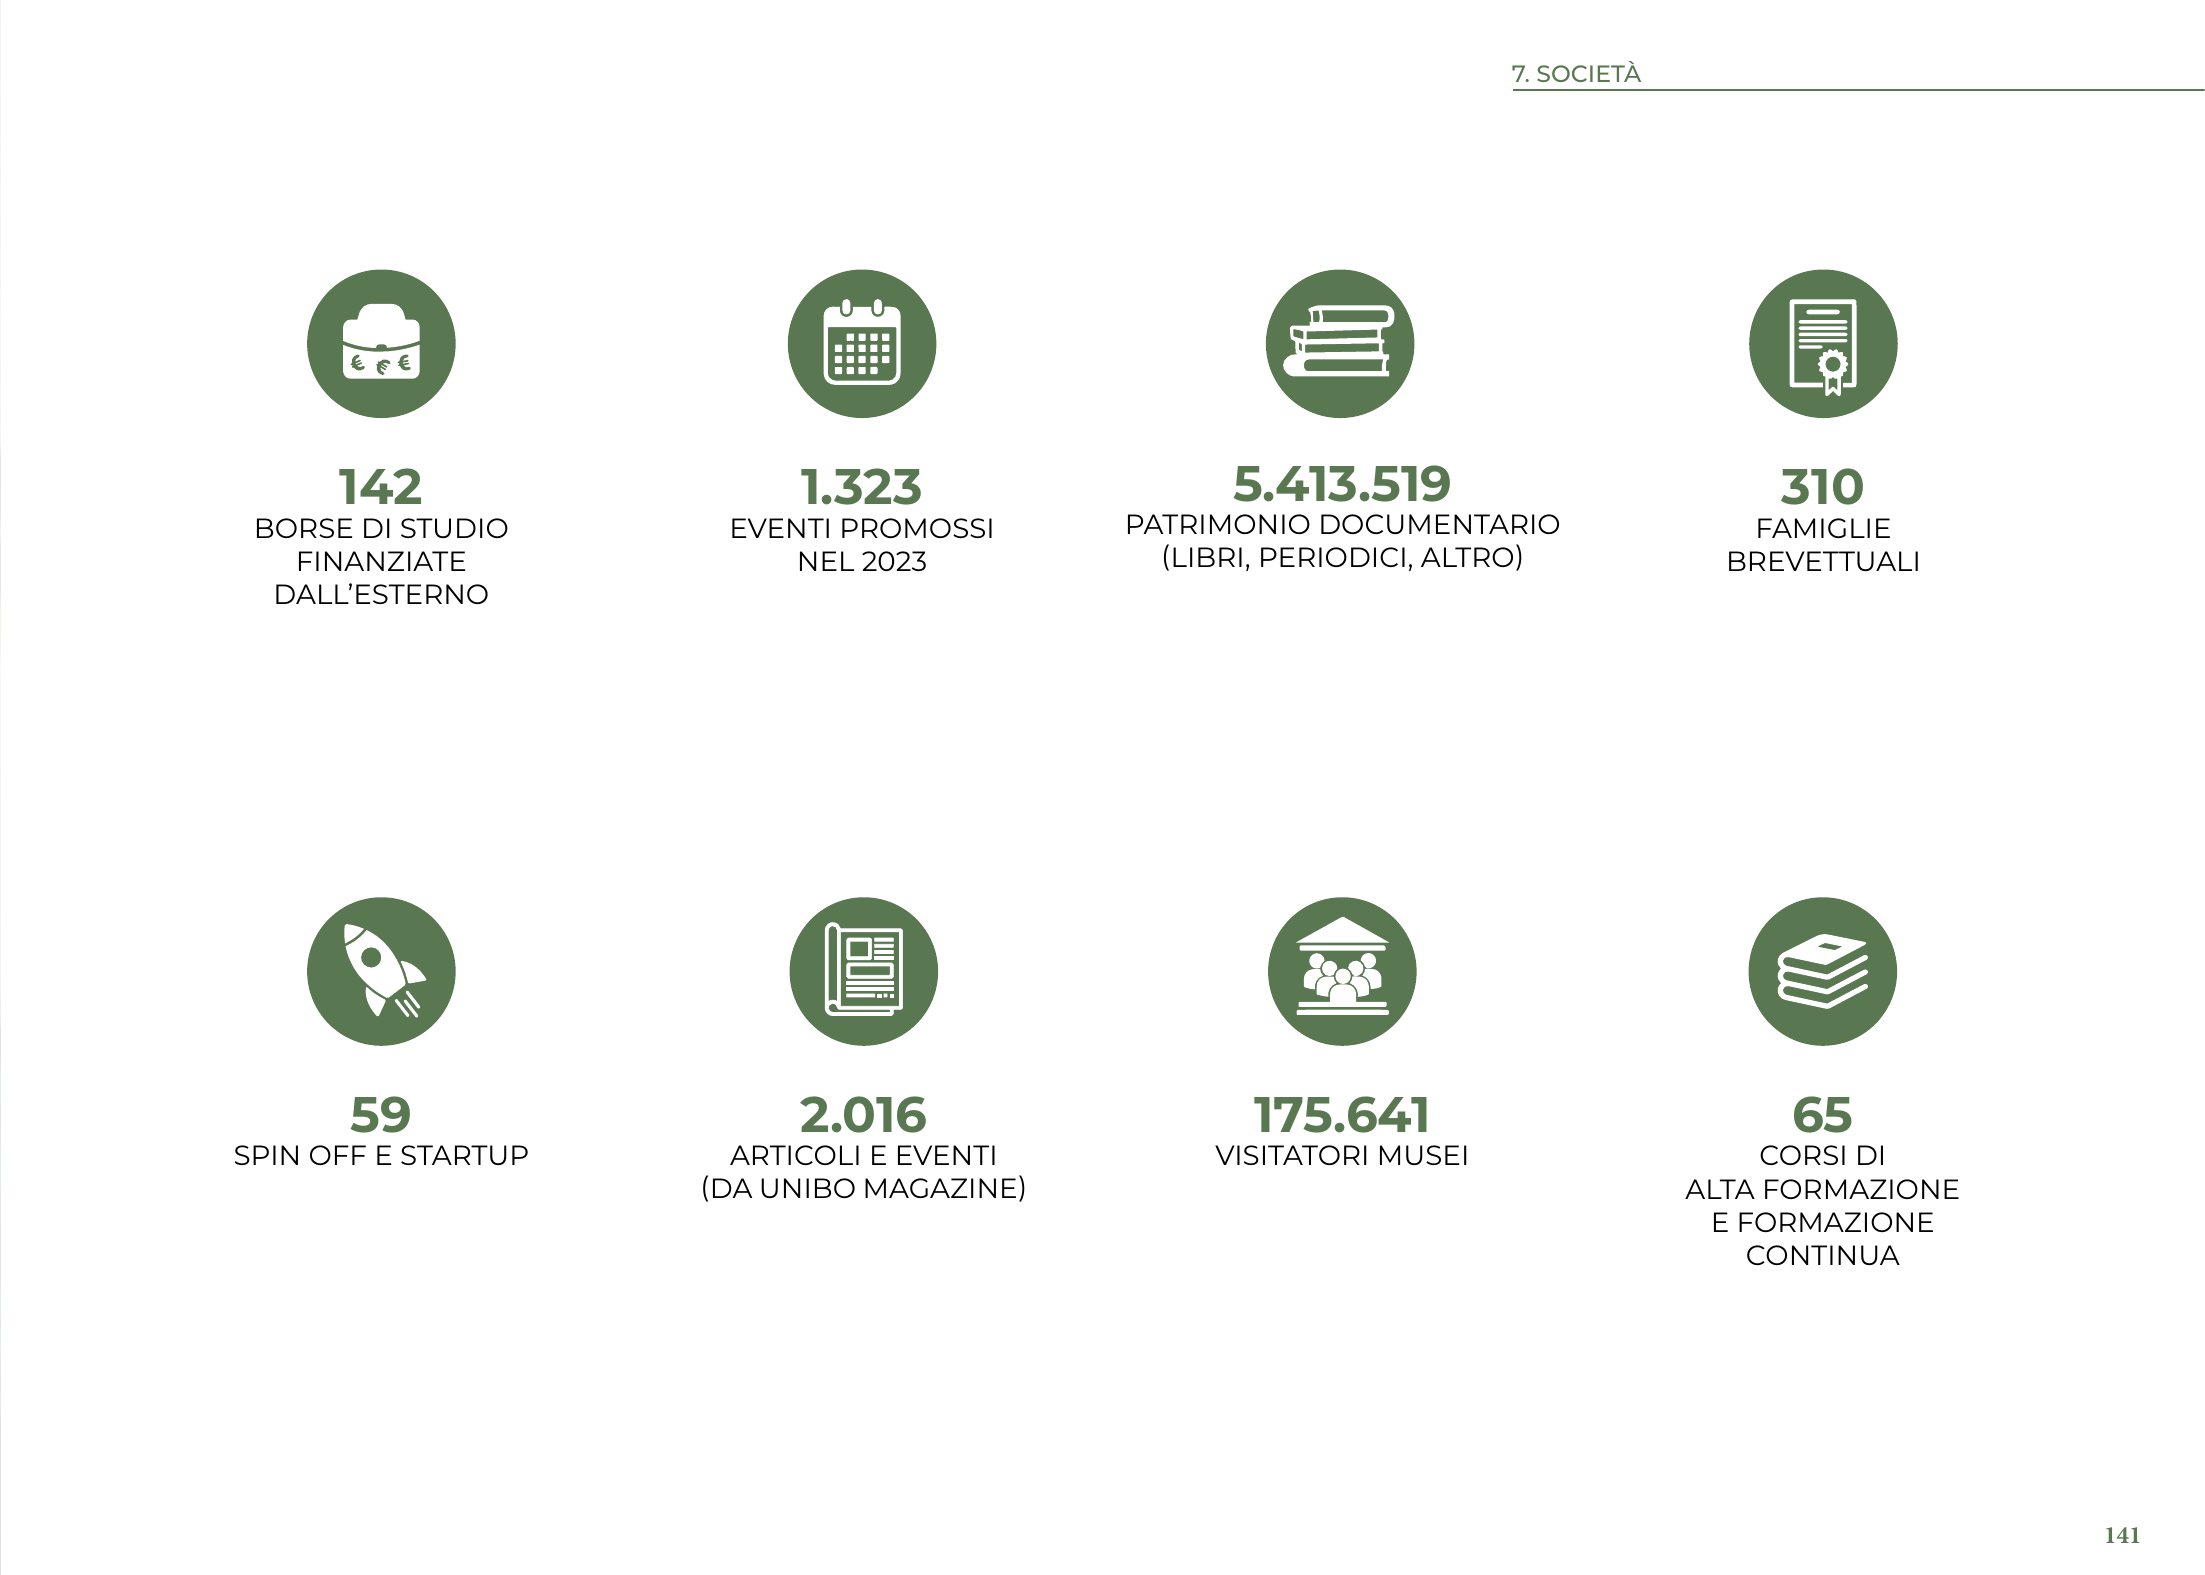 7. SOCIETÀ
142
BORSE DI STUDIO
FINANZIATE
DALL’ESTERNO
1.323
EVENTI PROMOSSI
NEL 2023
5.413.519
PATRIMONIO DOCUMENTARIO
(LIBRI, PERIODICI, ALTRO)
310
FAMIGLIE
BREVETTUALI
59
SPIN OFF E STARTUP
2.016
ARTICOLI E EVENTI
(DA UNIBO MAGAZINE)
175.641
VISITATORI MUSEI
65
CORSI DI
ALTA FORMAZIONE
E FORMAZIONE
CONTINUA
141